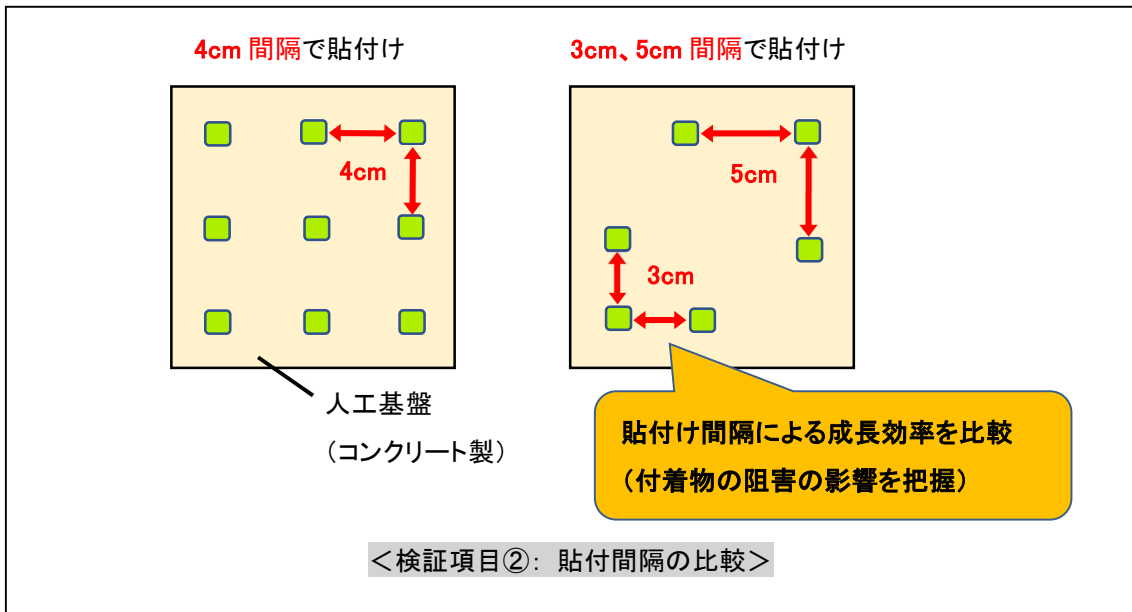 4cm 間隔で貼付け
3cm、5cm 間隔で貼付け
4cm
5cm
3cm
人工基盤
（コンクリート製）
貼付け間隔による成長効率を比較
（付着物の阻害の影響を把握）
＜検証項目②： 貼付間隔の比較＞